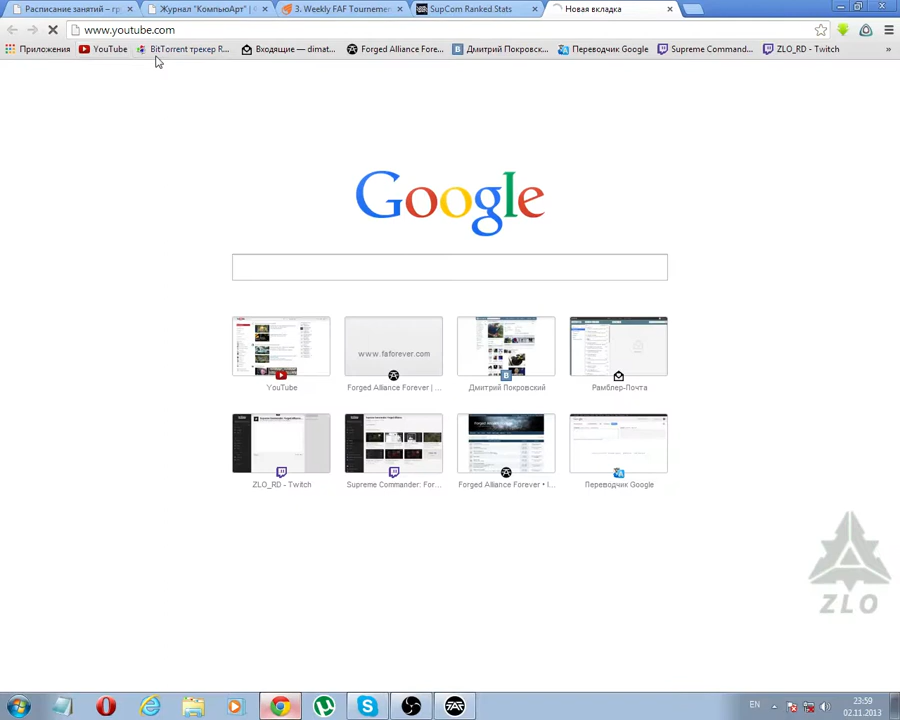 Расписание занятий – гр
Журнал "КомпьюАрт" | 
3. Weekly FAF Tourneme
SupCom Ranked Stats
Новая вкладка
www.youtube.com
Приложения
YouTube
BitTorrent трекер R...
Входящие — dimat...
Forged Alliance Fore...
Дмитрий Покровск...
Переводчик Google
Supreme Command...
ZLO_RD - Twitch
»
Google
www.faforever.com
YouTube
Forged Alliance Forever | ...
Дмитрий Покровский
Рамблер-Почта
ZLO_RD - Twitch
Supreme Commander: For...
Forged Alliance Forever • I...
Переводчик Google
ZLO
EN
23:59
02.11.2013